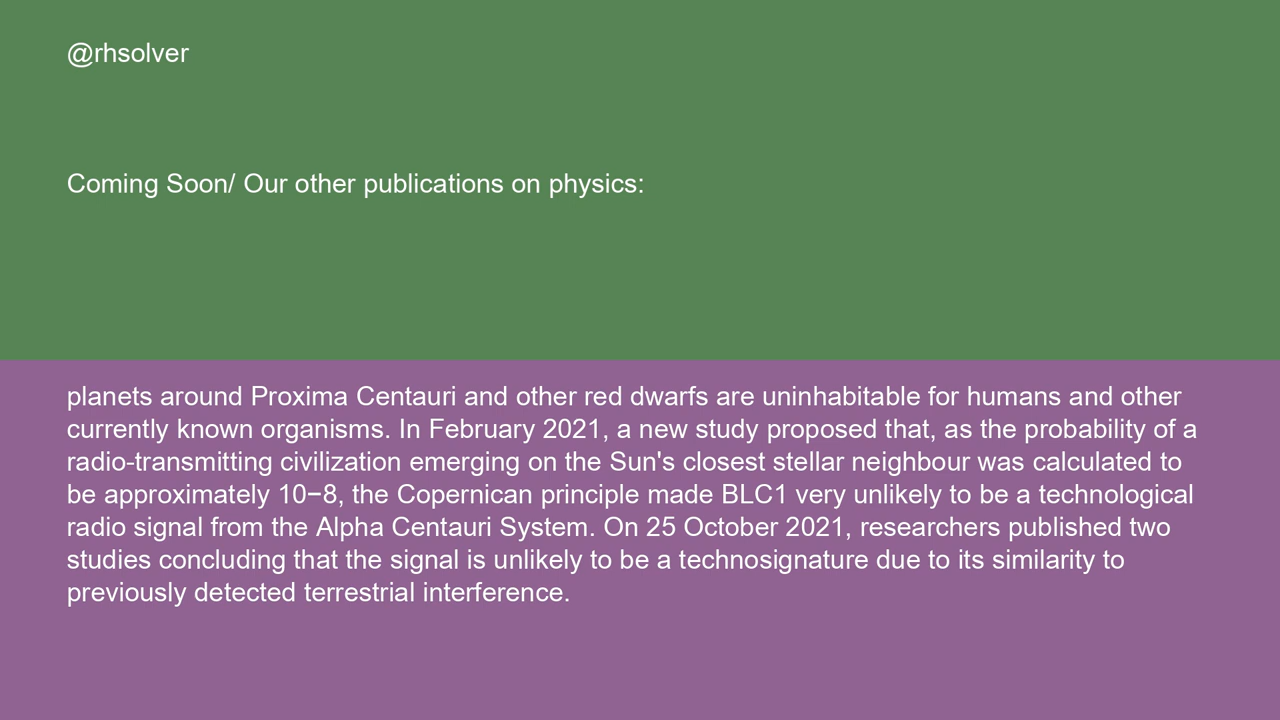 @rhsolver
Coming Soon/ Our other publications on physics:
planets around Proxima Centauri and other red dwarfs are uninhabitable for humans and other
currently known organisms. In February 2021, a new study proposed that, as the probability of a
radio-transmitting civilization emerging on the Sun's closest stellar neighbour was calculated to
be approximately 10−8, the Copernican principle made BLC1 very unlikely to be a technological
radio signal from the Alpha Centauri System. On 25 October 2021, researchers published two
studies concluding that the signal is unlikely to be a technosignature due to its similarity to
previously detected terrestrial interference.